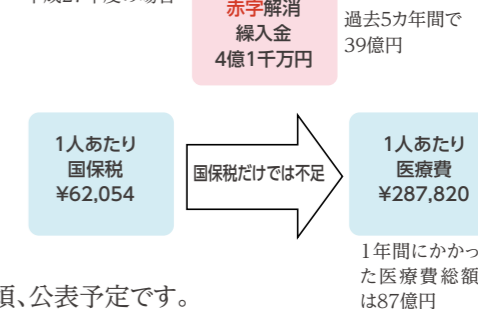 平成27年度の場合
赤字解消
繰入金
4億1千万円
過去5カ年間で
39億円
1人あたり
国保税
¥62,054
国保税だけでは不足
1人あたり
医療費
¥287,820
1年間にかかっ
た医療費総額
は87億円
頃、公表予定です。